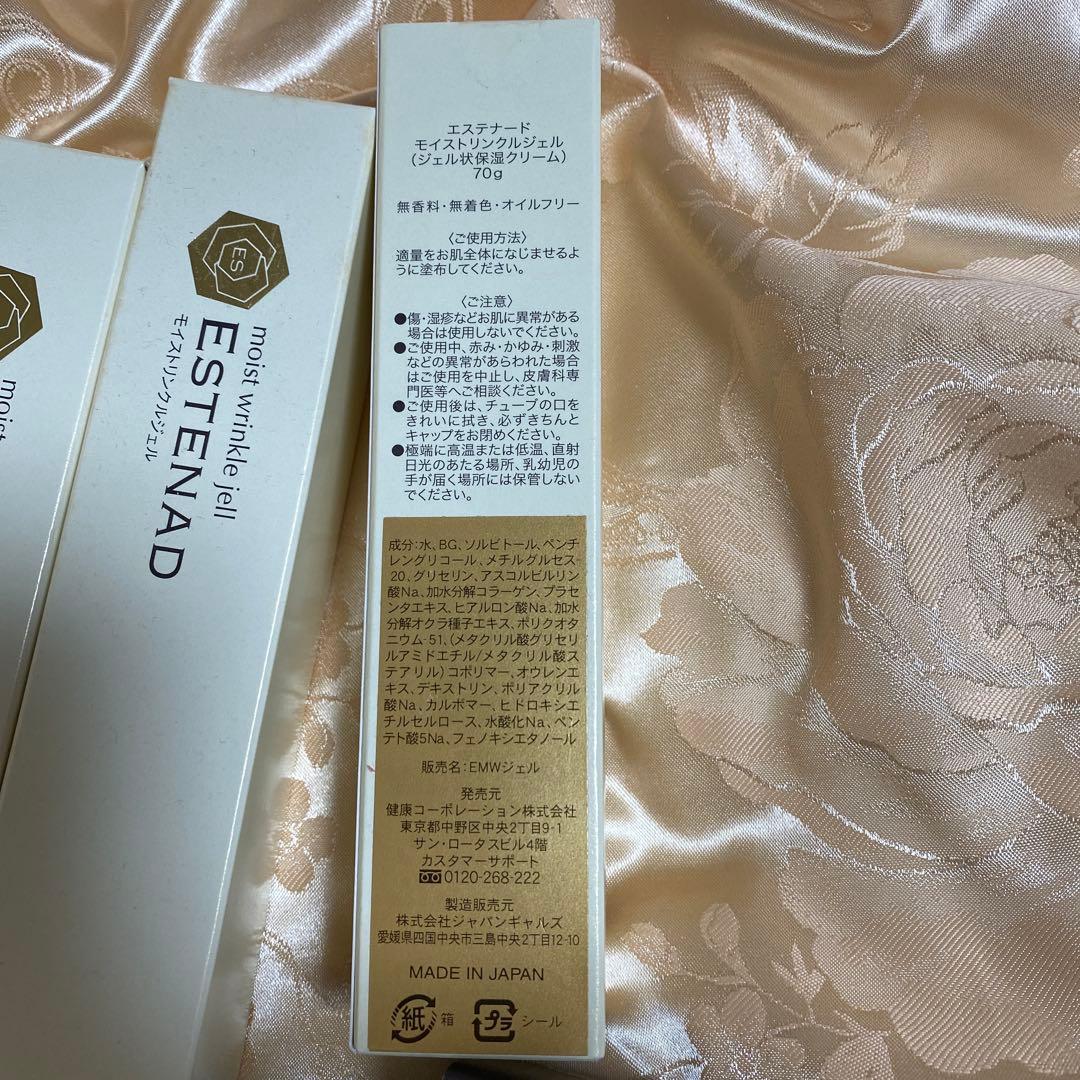 moist
ES
moist wrinkle jell
ESTENAD
モイストリンクルジェル
エステナード
モイストリンクルジェル
(ジェル状保湿クリーム)
70g
無香料・無着色・オイルフリー
〈ご使用方法〉
適量をお肌全体になじませるよ
うに塗布してください。
〈ご注意〉
●傷・湿疹などお肌に異常がある
場合は使用しないでください。
●ご使用中、赤み・かゆみ・刺激
などの異常があらわれた場合
はご使用を中止し、皮膚科専
門医等へご相談ください。
●ご使用後は、チューブの口を
きれいに拭き、必ずきちんと
キャップをお閉めください。
●極端に高温または低温、直射
日光のあたる場所、乳幼児の
手が届く場所には保管しない
でください。
成分:水、BG、ソルビトール、ペンチ
レングリコール、メチルグルセス-
20、グリセリン、アスコルビルリン
酸Na、加水分解コラーゲン、プラセ
ンタエキス、ヒアルロン酸Na、加水
分解オクラ種子エキス、ポリクオタ
ニウム-51、(メタクリル酸グリセリ
ルアミドエチル/メタクリル酸ス
テアリル)コポリマー、オウレンエ
キス、デキストリン、ポリアクリル
酸Na、カルボマー、ヒドロキシエ
チルセルロース、水酸化Na、ペン
テト酸5Na、フェノキシエタノール
販売名:EMWジェル
発売元
健康コーポレーション株式会社
東京都中野区中央2丁目9-1
サン・ロータスビル4階
カスタマーサポート
0120-268-222
製造販売元
株式会社ジャパンギャルズ
愛媛県四国中央市三島中央2丁目12-10
MADE IN JAPAN
紙 箱 プラ シール